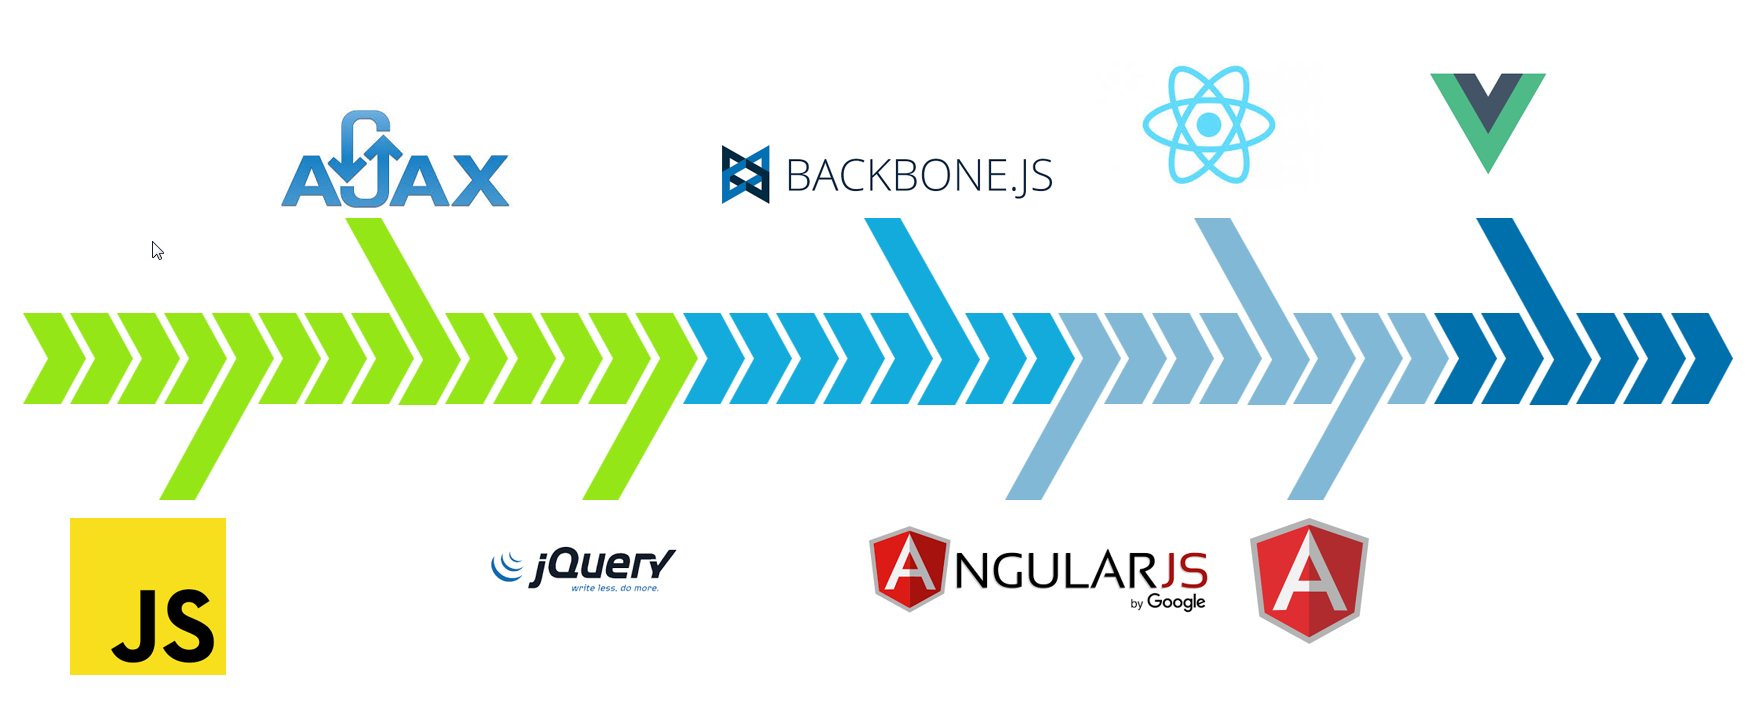 AJAX
BACKBONE.JS
JS
jQuery
write less, do more.
ANGULARJS
by Google
A